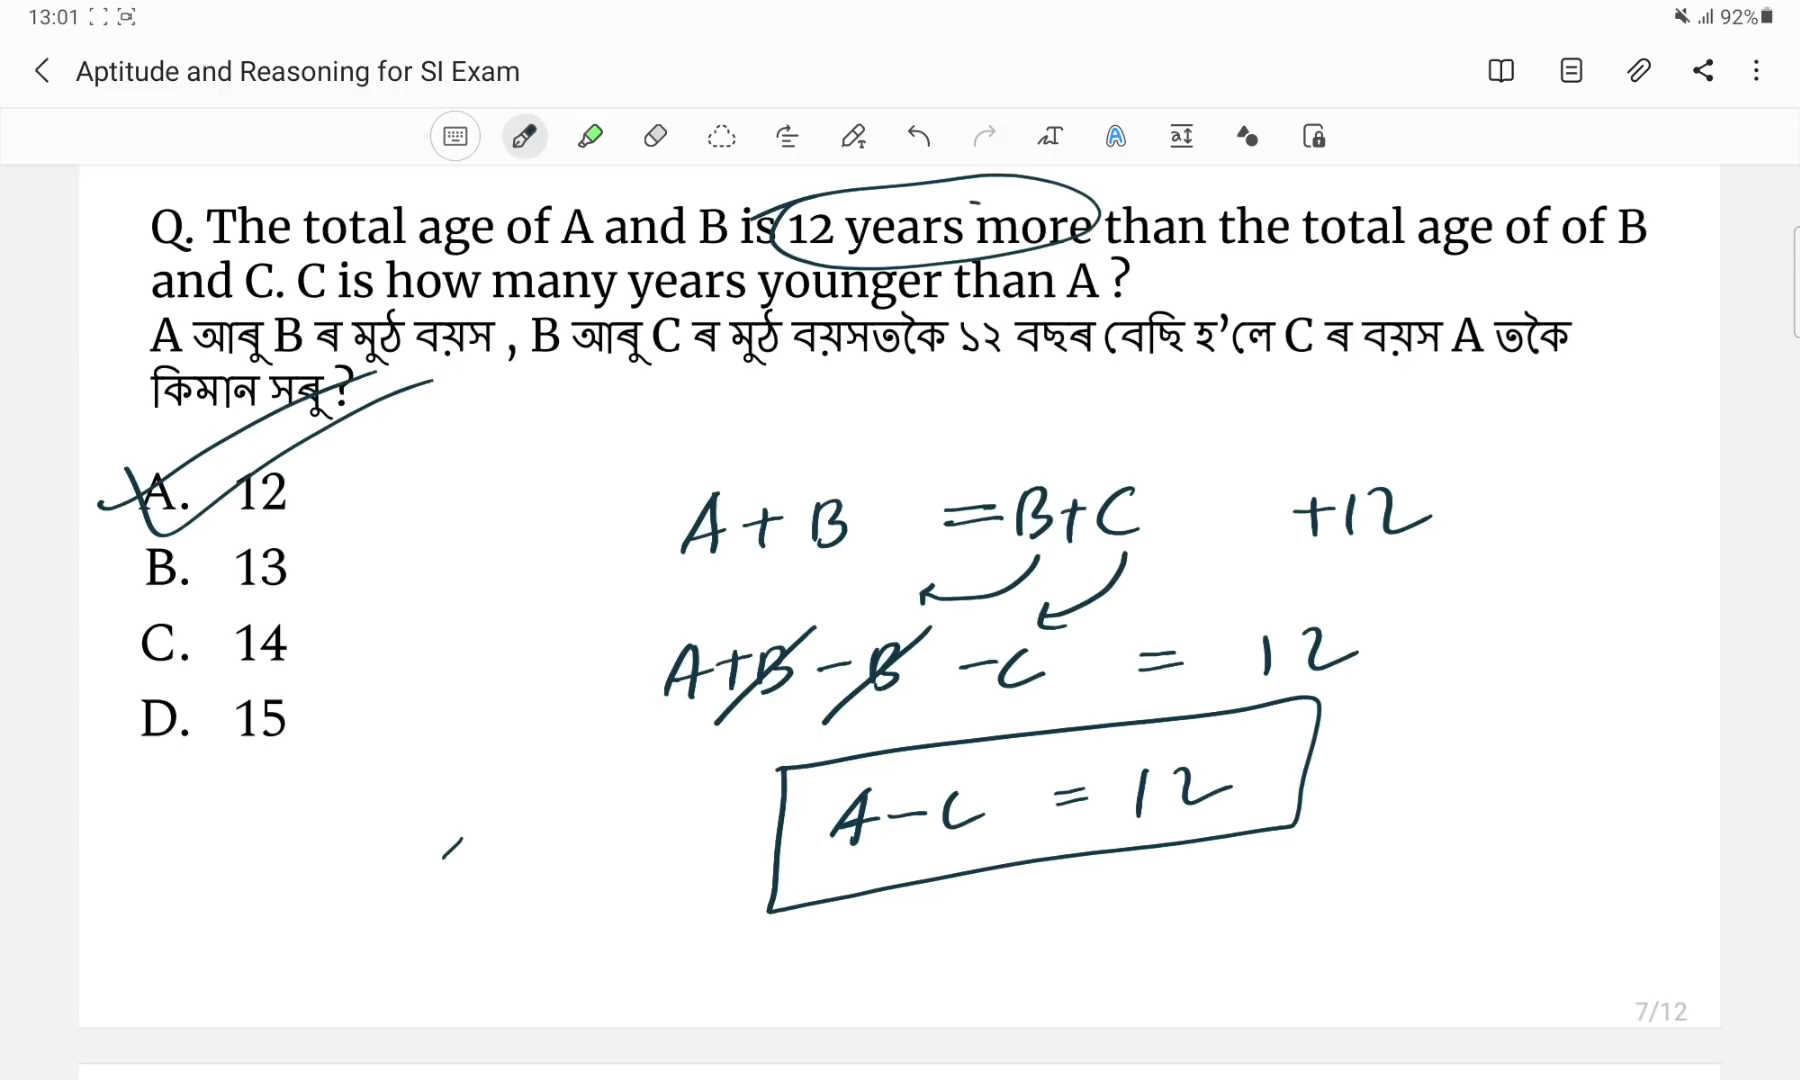 13:01
92%
Aptitude and Reasoning for SI Exam
Q. The total age of A and B is 12 years more than the total age of of B
and C. C is how many years younger than A ?
A আৰু B ৰ মুঠ বয়স , B আৰু C ৰ মুঠ বয়সতকৈ ১২ বছৰ বেছি হ’লে C ৰ বয়স A তকৈ
কিমান সৰু ?
A. 12
B. 13
C. 14
D. 15
A + B = B + C + 12
A + B - B - C = 12
A - C = 12
7/12